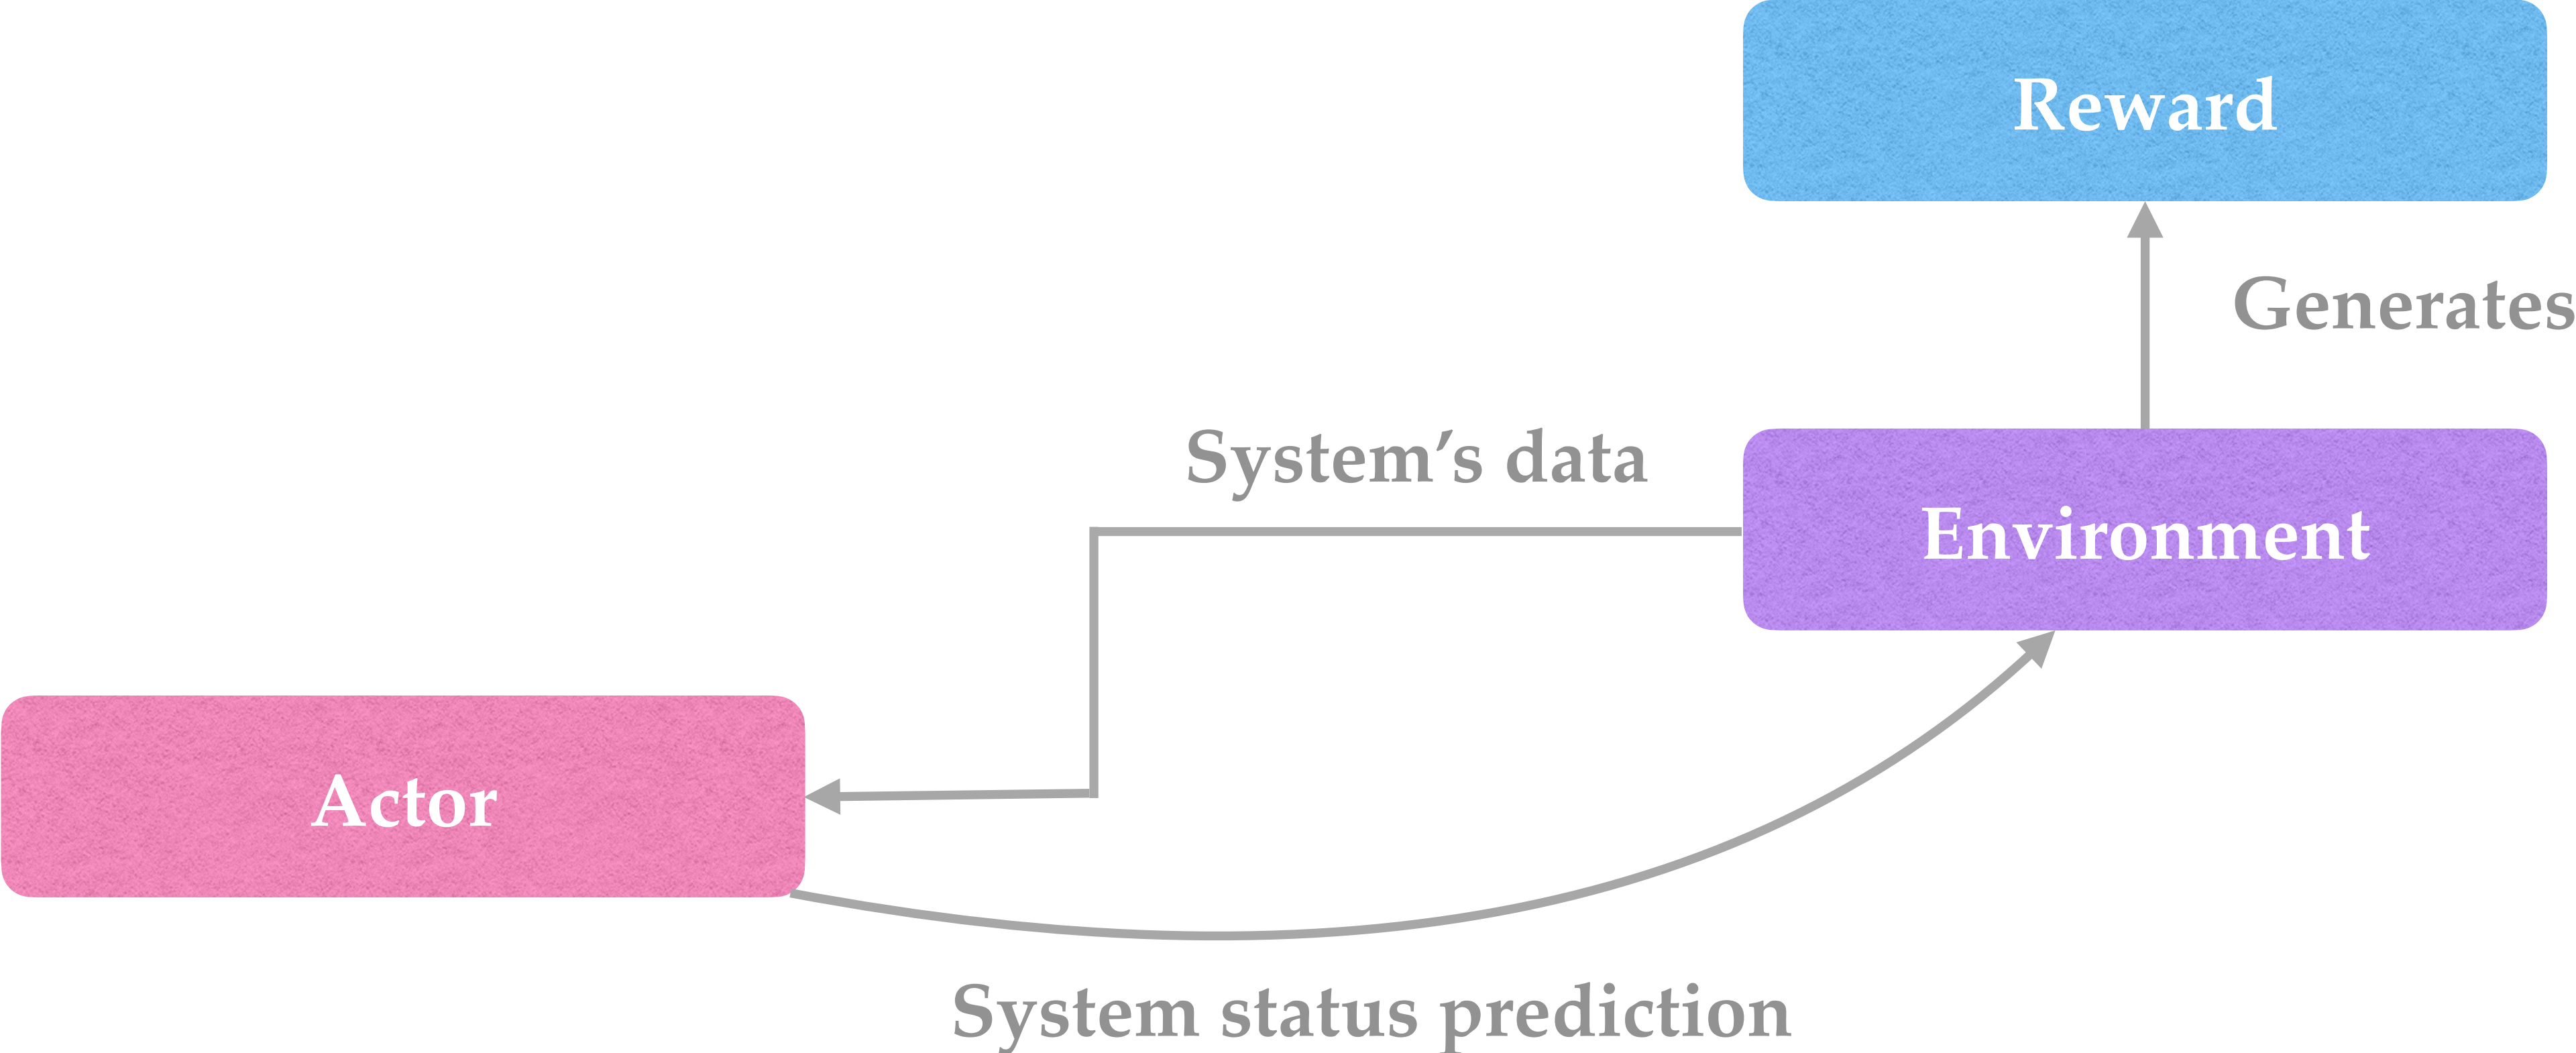 Reward
Generates
System’s data
Environment
Actor
System status prediction